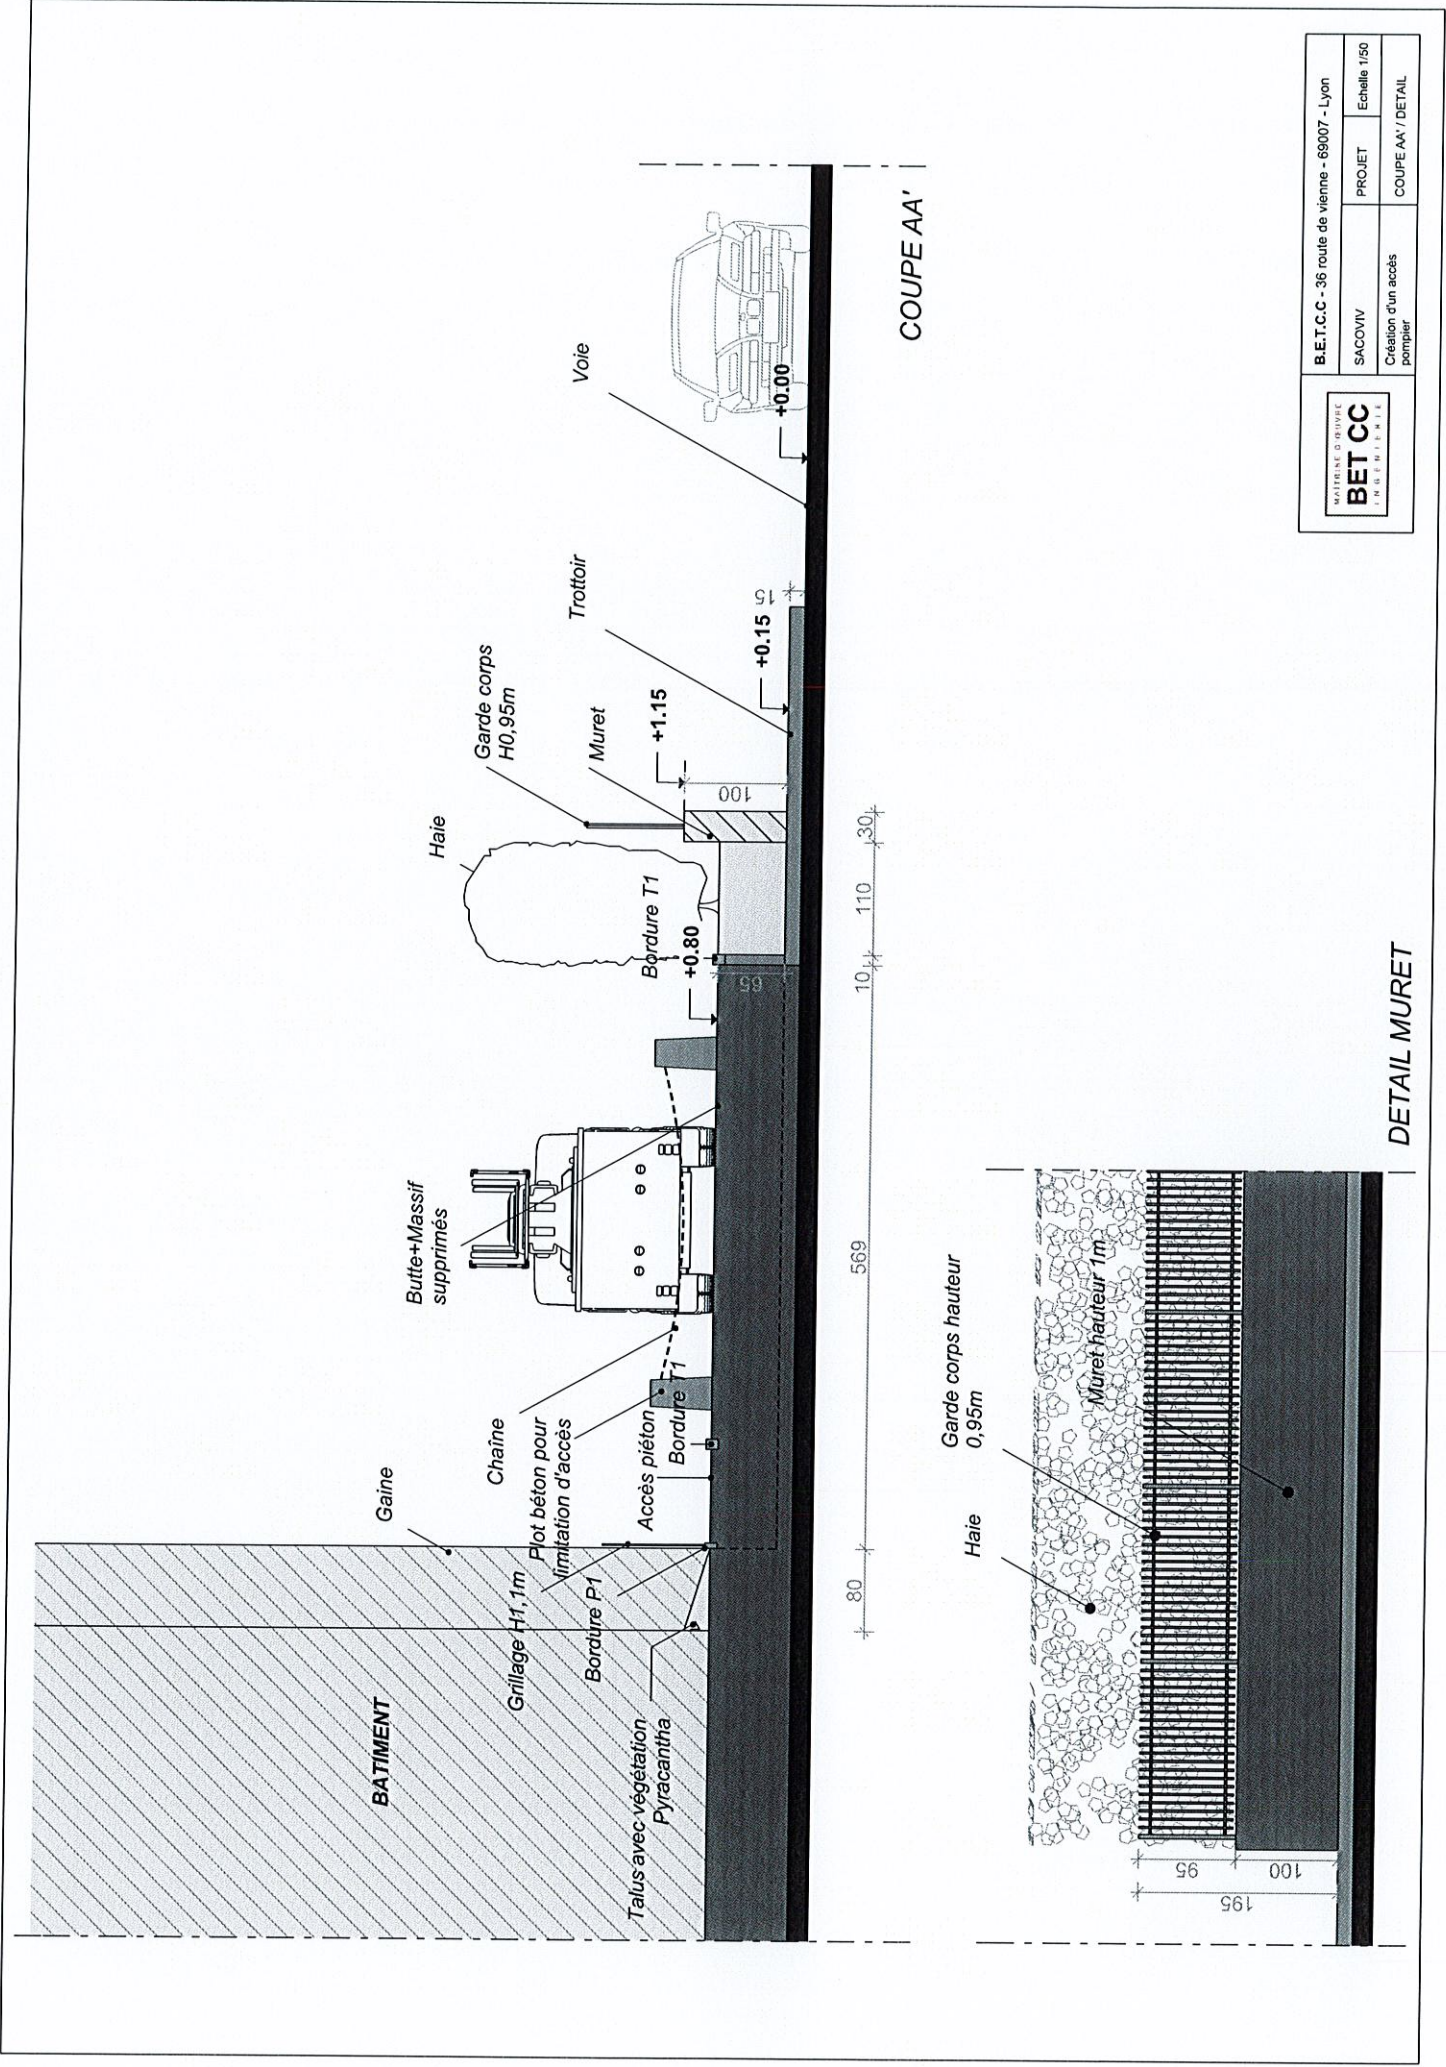 BATIMENT
Gaine
Talus avec végétation
Pyracantha
Grillage H1,1m
Bordure P1
Plot béton pour
limitation d'accès
Accès piéton
Bordure T1
Chaîne
Butte+Massif
supprimés
Haie
Bordure T1
+0.80
65
Garde corps
H0,95m
Muret
+1.15
100
Trottoir
+0.15
15
Voie
+0.00
80
569
10
110
30
COUPE AA'
Haie
Garde corps hauteur
0,95m
Muret hauteur 1m
95
100
195
DETAIL MURET
MAITRISE D'ŒUVRE
BET CC
INGENIERIE
B.E.T.C.C - 36 route de vienne - 69007 - Lyon
SACOVIV
PROJET
Echelle 1/50
Création d'un accès
pompier
COUPE AA' / DETAIL